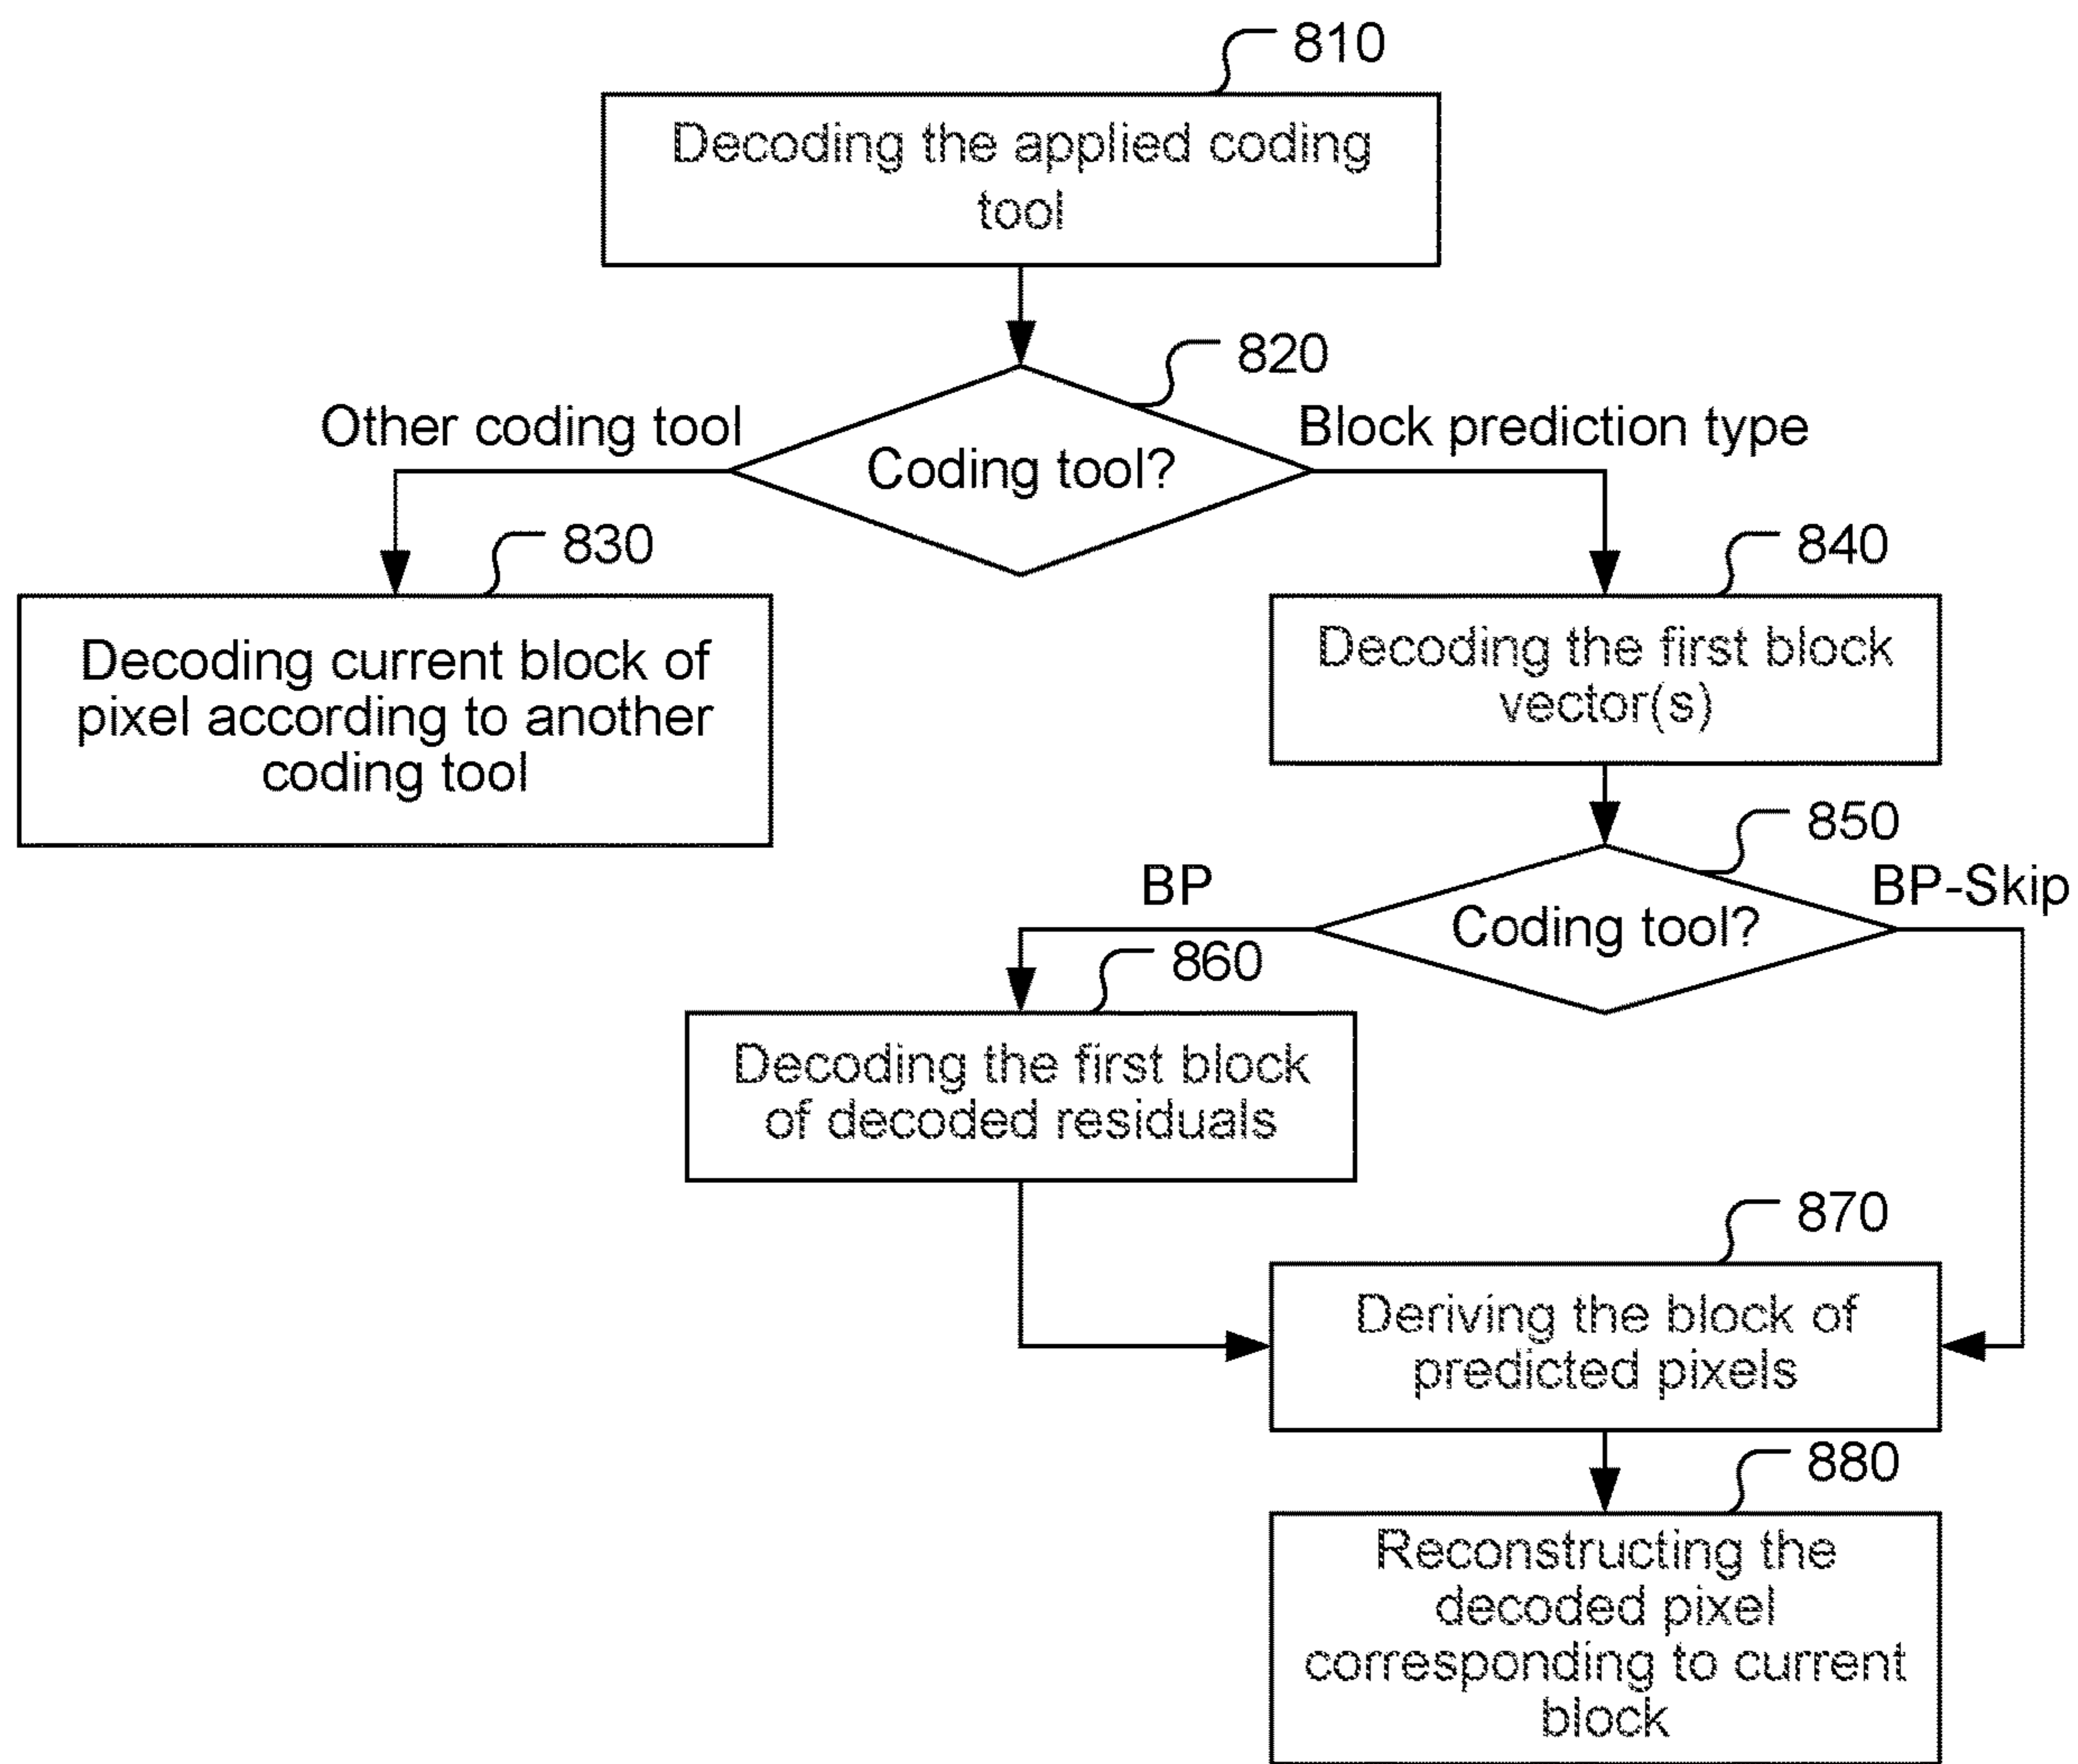 810
Decoding the applied coding
tool
820
Other coding tool
Block prediction type
Coding tool?
830
840
Decoding current block of
pixel according to another
coding tool
Decoding the first block
vector(s)
850
BP
BP-Skip
Coding tool?
860
Decoding the first block
of decoded residuals
870
Deriving the block of
predicted pixels
880
Reconstructing the
decoded pixel
corresponding to current
block